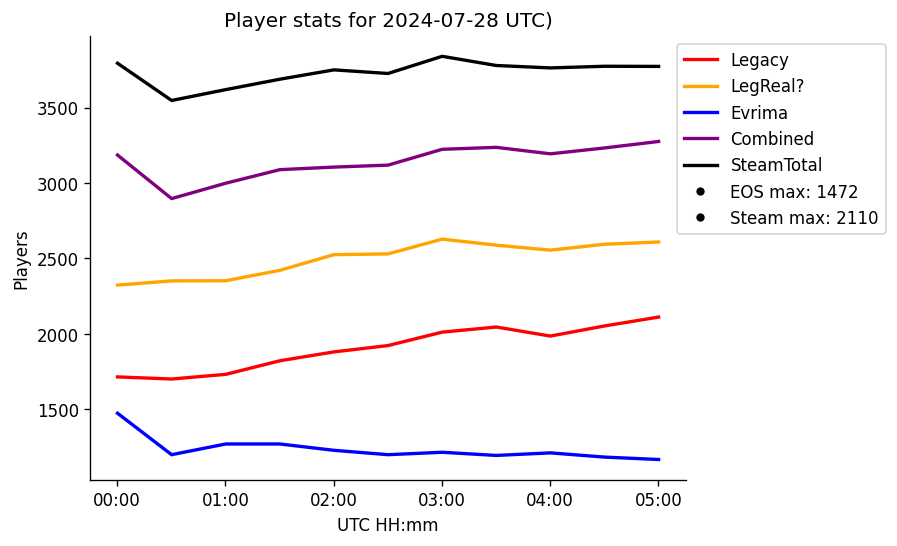 Player stats for 2024-07-28 UTC)
Legacy
LegReal?
Evrima
Combined
SteamTotal
EOS max: 1472
Steam max: 2110
Players
3500
3000
2500
2000
1500
00:00 01:00 02:00 03:00 04:00 05:00
UTC HH:mm